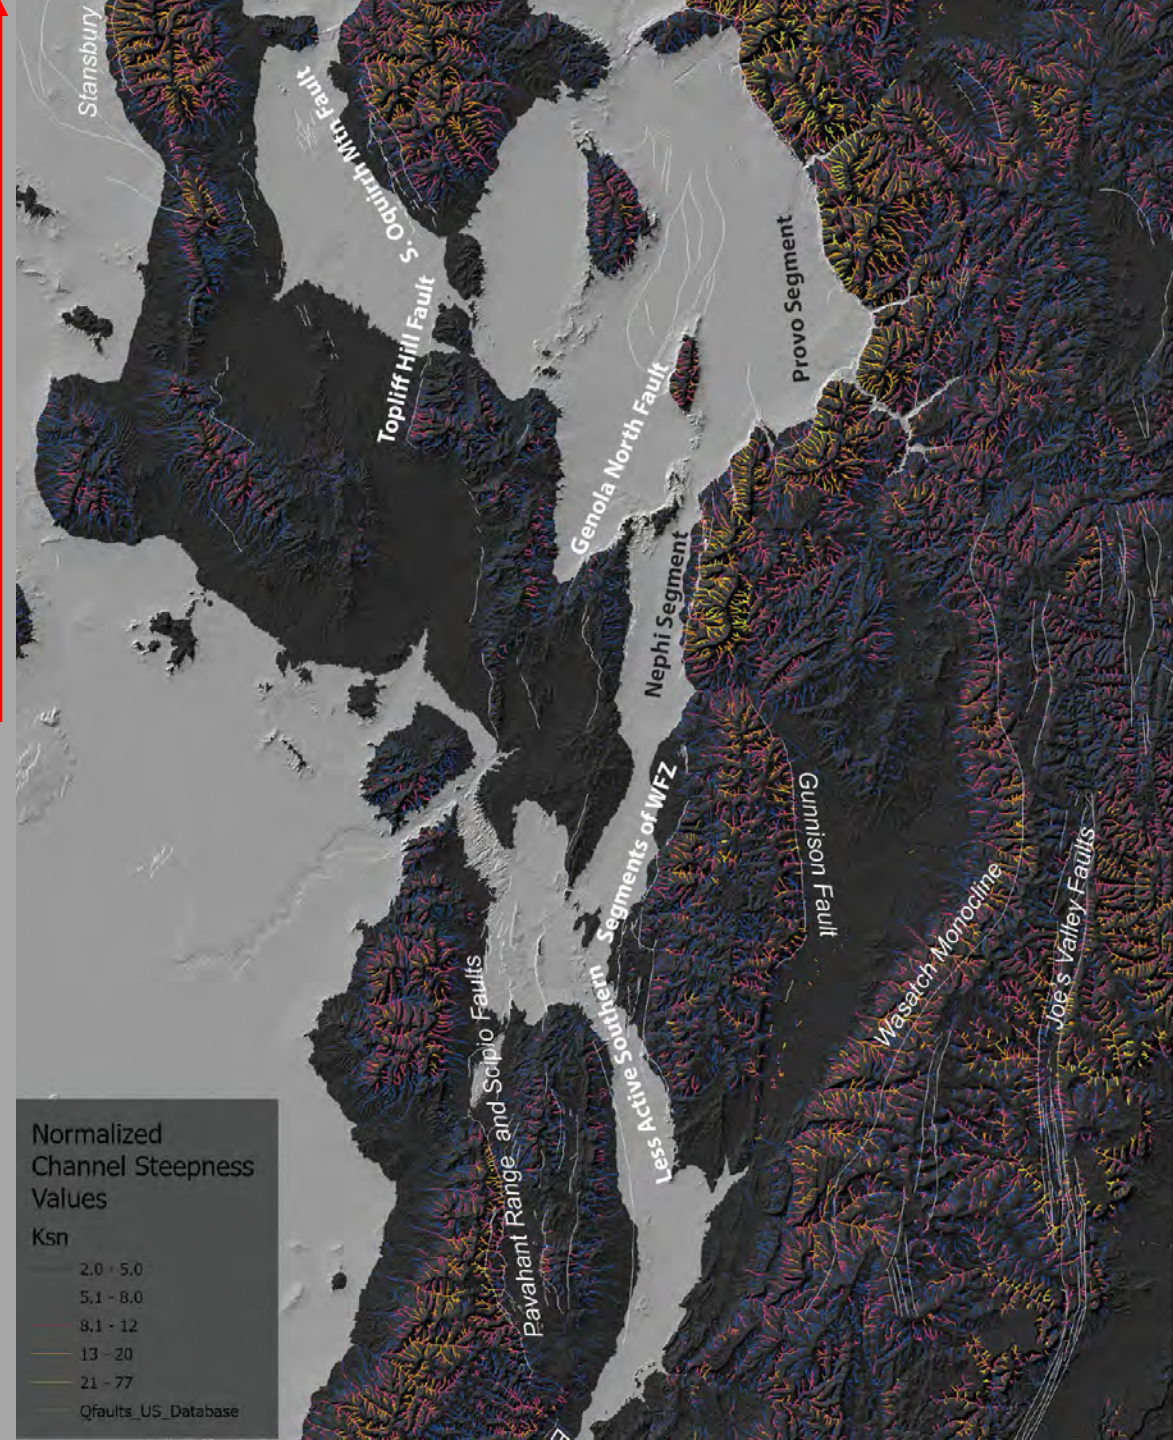 Stansbury
S. Oquirrh Mtn Fault
Topliff Hill Fault
Provo Segment
Genola North Fault
Nephi Segment
Less Active Southern Segments of WFZ
Gunnison Fault
Wasatch Monocline
Joe's Valley Faults
Pavahant Range and Scipio Faults
Normalized
Channel Steepness
Values
Ksn
2.0 - 5.0
5.1 - 8.0
8.1 - 12
13 - 20
21 - 77
Qfaults_US_Database